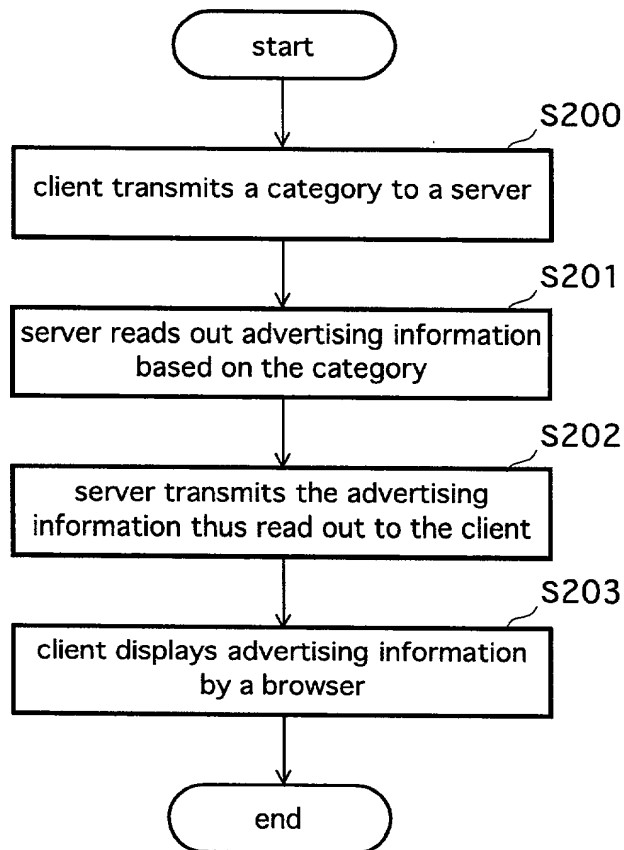 start
S200
client transmits a category to a server
S201
server reads out advertising information
based on the category
S202
server transmits the advertising
information thus read out to the client
S203
client displays advertising information
by a browser
end